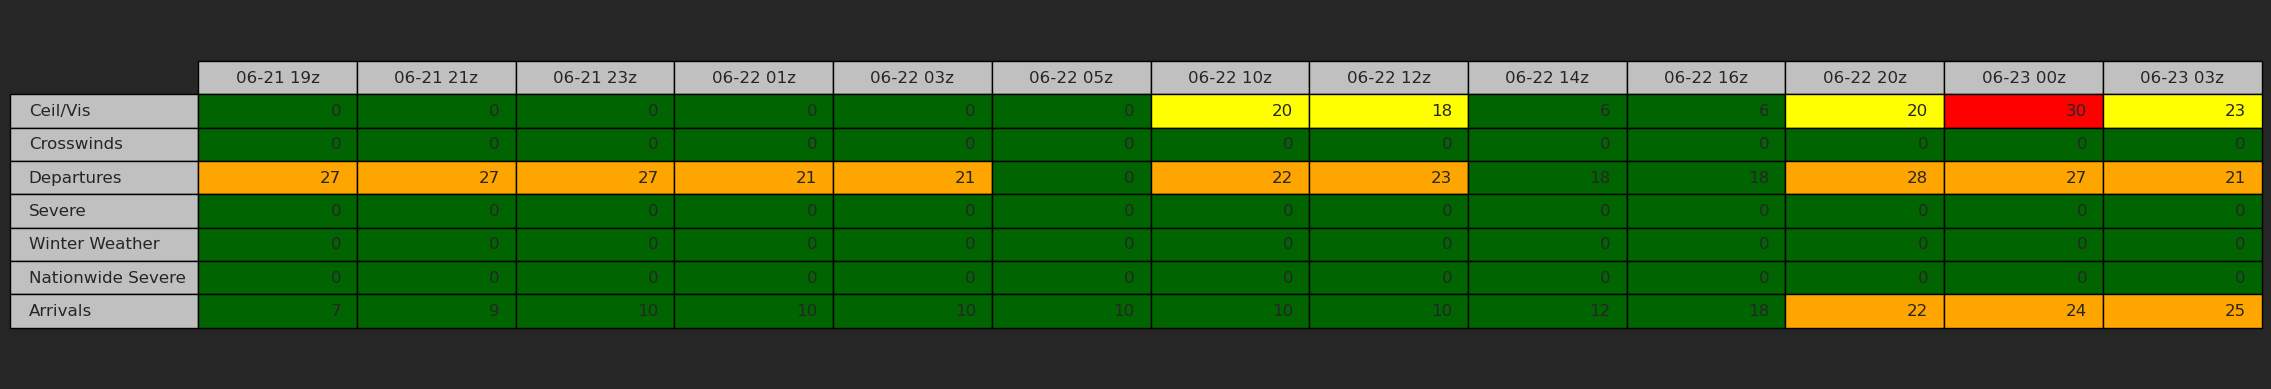 06-21 19z 06-21 21z 06-21 23z 06-22 01z 06-22 03z 06-22 05z 06-22 10z 06-22 12z 06-22 14z 06-22 16z 06-22 20z 06-23 00z 06-23 03z
Ceil/Vis 0 0 0 0 0 0 20 18 6 6 20 30 23
Crosswinds 0 0 0 0 0 0 0 0 0 0 0 0 0
Departures 27 27 27 21 21 0 22 23 18 18 28 27 21
Severe 0 0 0 0 0 0 0 0 0 0 0 0 0
Winter Weather 0 0 0 0 0 0 0 0 0 0 0 0 0
Nationwide Severe 0 0 0 0 0 0 0 0 0 0 0 0 0
Arrivals 7 9 10 10 10 10 10 10 12 18 22 24 25